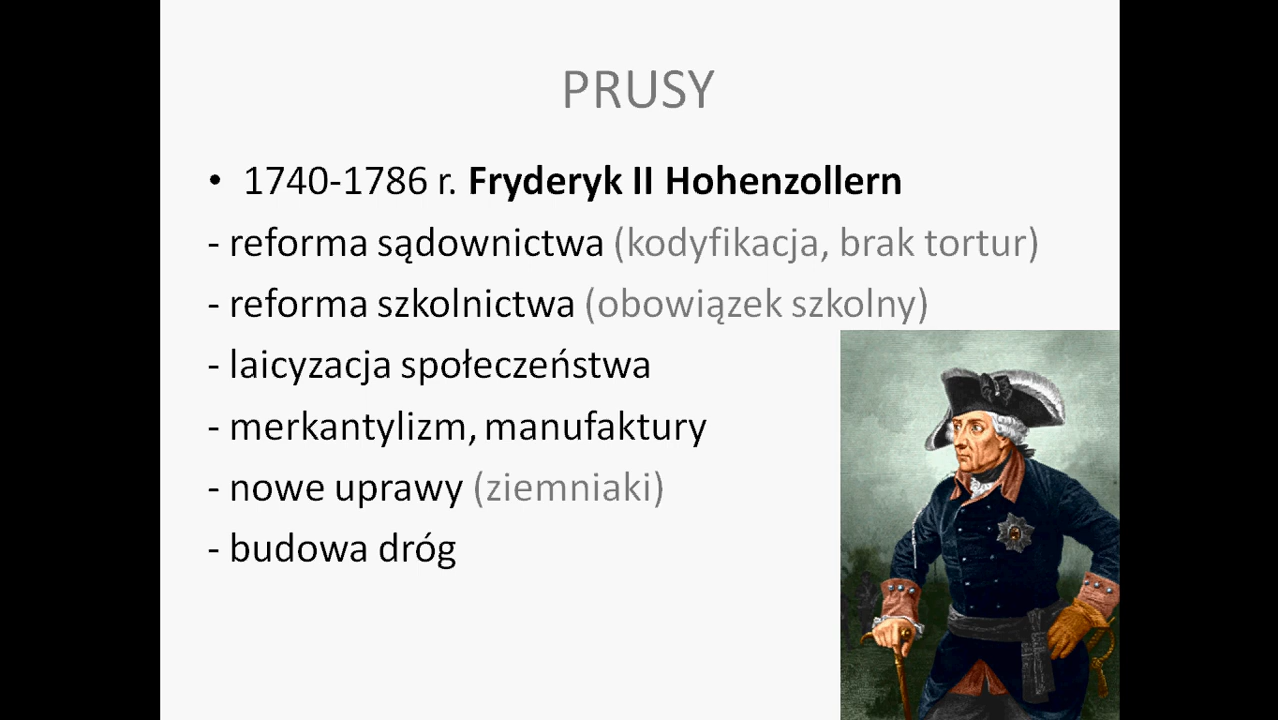 PRUSY
• 1740-1786 r. Fryderyk II Hohenzollern
- reforma sądownictwa (kodyfikacja, brak tortur)
- reforma szkolnictwa (obowiązek szkolny)
- laicyzacja społeczeństwa
- merkantylizm, manufaktury
- nowe uprawy (ziemniaki)
- budowa dróg